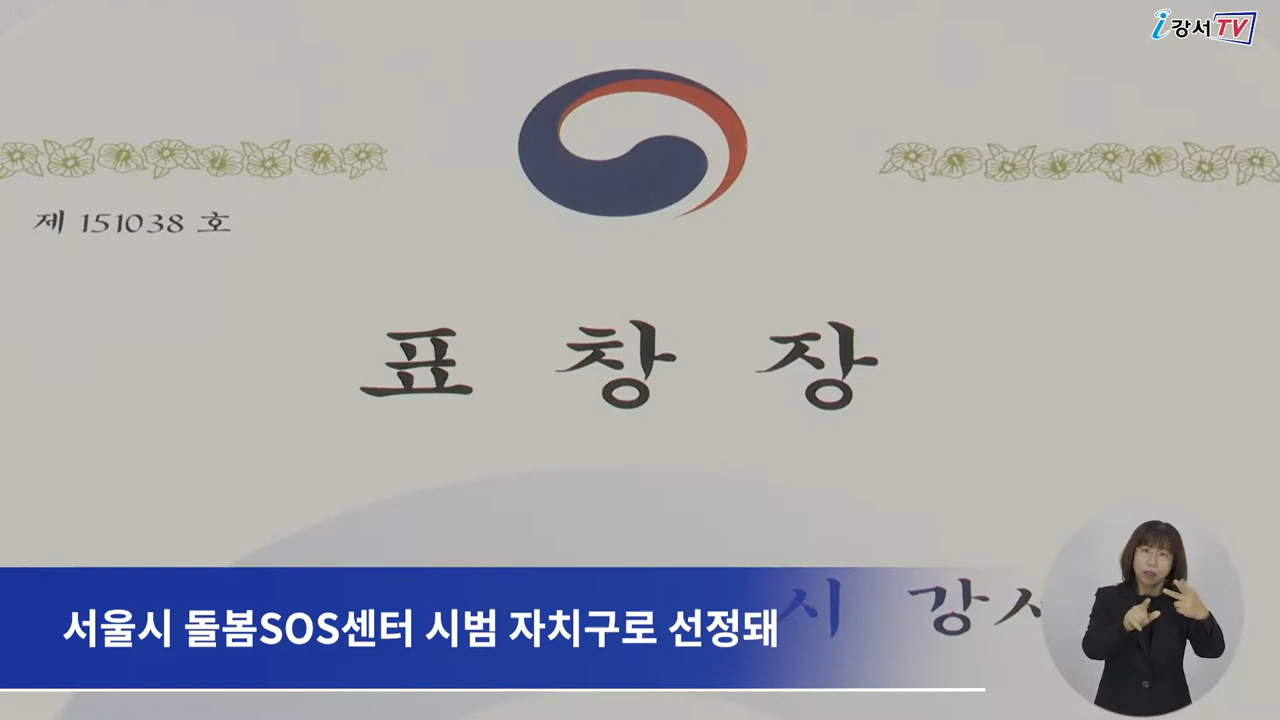 i강서TV
제 151038 호
표 창 장
시 강서
서울시 돌봄SOS센터 시범 자치구로 선정돼